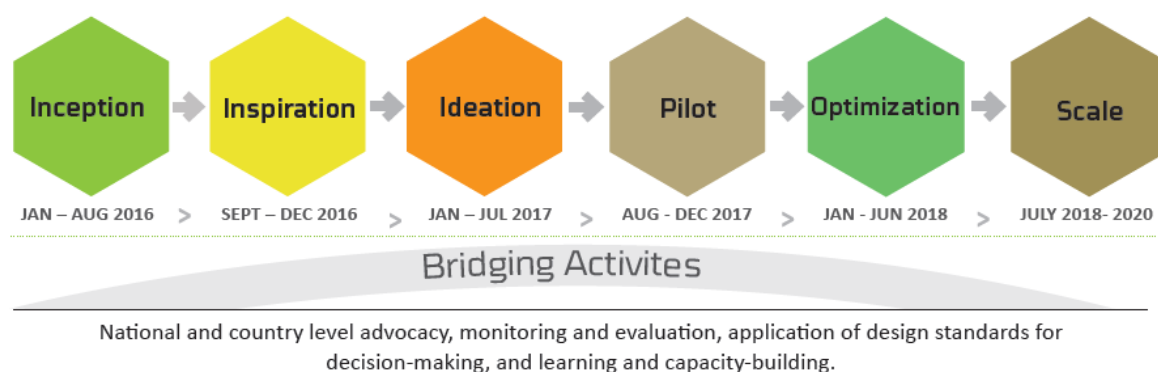 Inception
Inspiration
Ideation
Pilot
Optimization
Scale
JAN – AUG 2016 > SEPT – DEC 2016 > JAN – JUL 2017 > AUG - DEC 2017 > JAN - JUN 2018 > JULY 2018- 2020
Bridging Activites
National and country level advocacy, monitoring and evaluation, application of design standards for
decision-making, and learning and capacity-building.